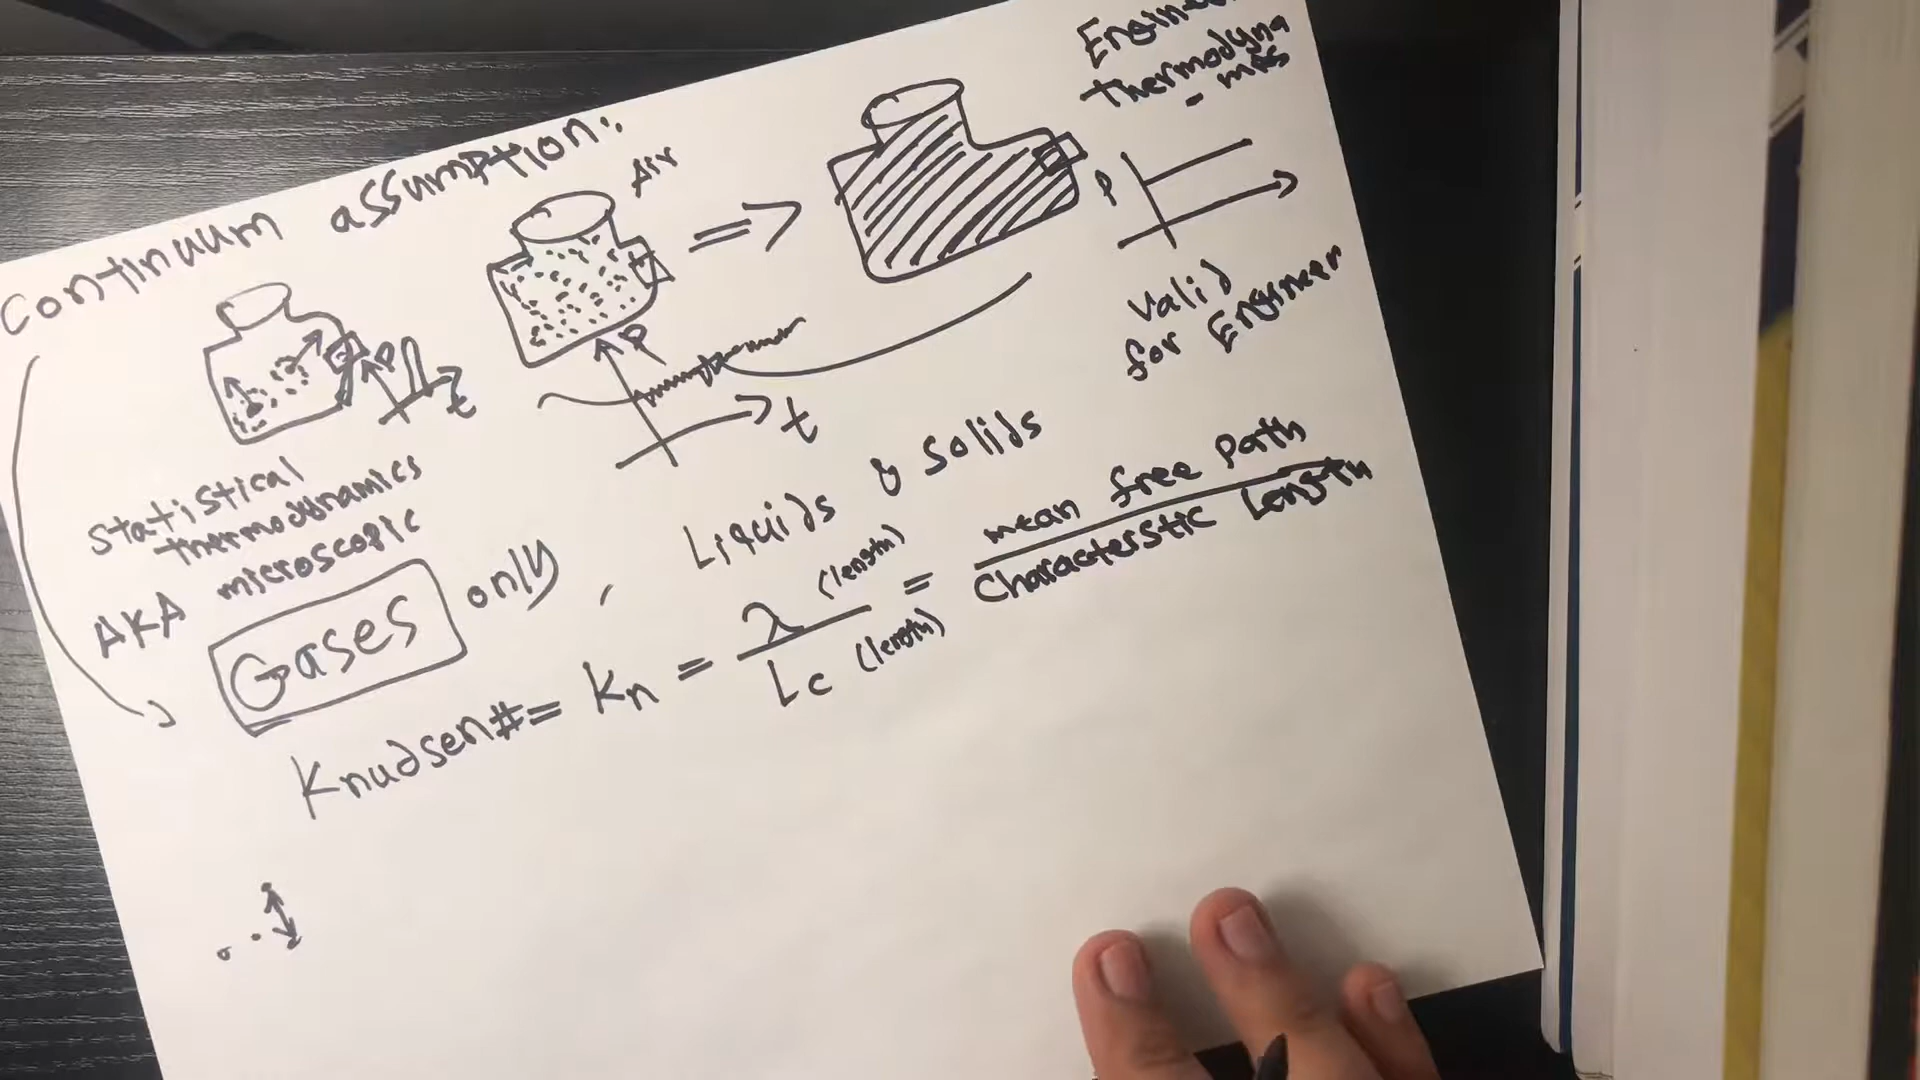 Continuum assumption:
Air
Engin
thermodyna
- mics
P
t
P
t
P
Valid
for Engineer
statistical
thermodynamics
AKA microscopic
Gases only , Liquids & Solids
Knudsen# = Kn = λ (length) / Lc (length) = mean free path / Characterstic Length